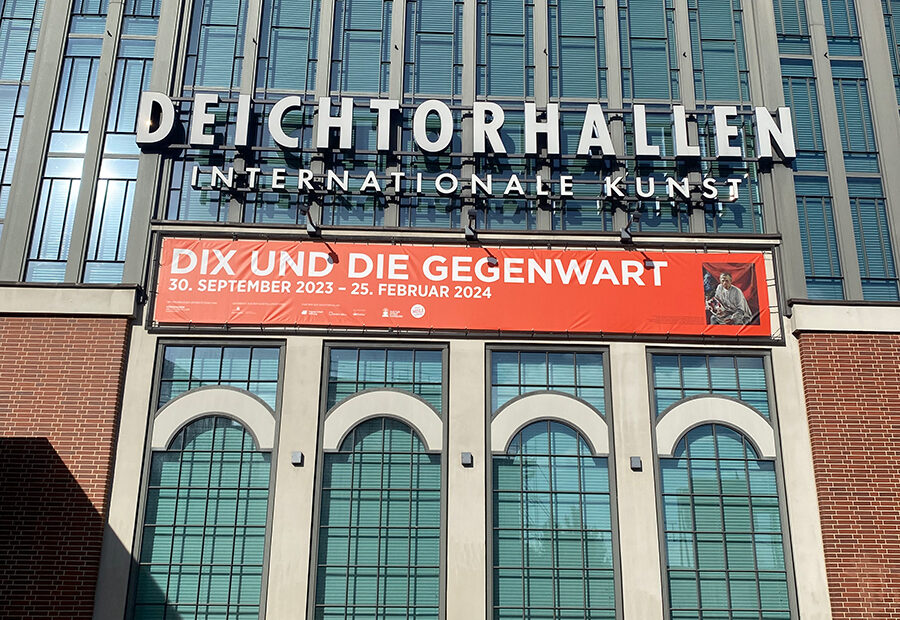 DEICHTORHALLEN
INTERNATIONALE KUNST
DIX UND DIE GEGENWART
30. SEPTEMBER 2023 – 25. FEBRUAR 2024